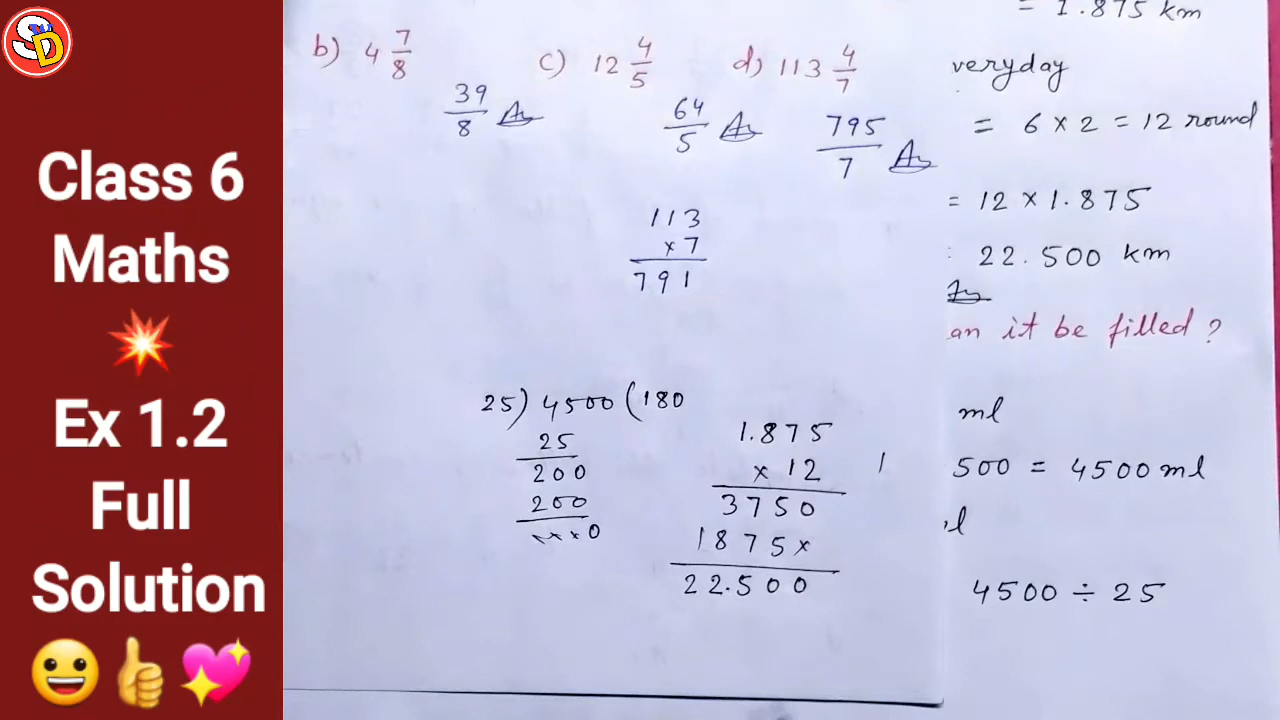 SD
Class 6
Maths
Ex 1.2
Full
Solution
b) 4 7/8
39/8 Ans
c) 12 4/5
64/5 Ans
d) 113 4/7
795/7 Ans
113
×7
791
25) 4500 (180
25
200
200
××0
1.875
×12
3750
1875×
22.500
= 1.875 km
veryday
= 6 × 2 = 12 round
= 12 × 1.875
22.500 km
an it be filled ?
ml
500 = 4500 ml
l
4500 ÷ 25